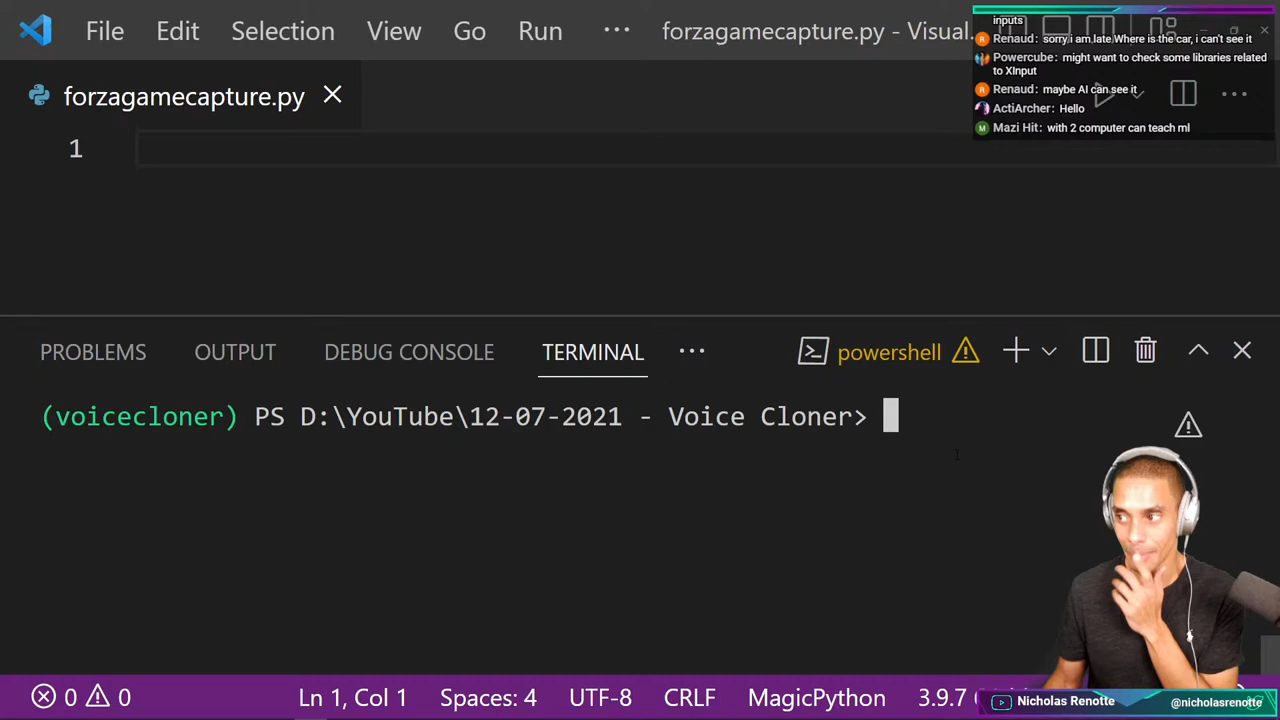 File Edit Selection View Go Run ··· forzagamecapture.py - Visual...
inputs
Renaud: sorry i am late.Where is the car, i can't see it
Powercube: might want to check some libraries related
to XInput
Renaud: maybe AI can see it
ActiArcher: Hello
Mazi Hit: with 2 computer can teach ml
forzagamecapture.py
1
PROBLEMS OUTPUT DEBUG CONSOLE TERMINAL ··· powershell
(voicecloner) PS D:\YouTube\12-07-2021 - Voice Cloner>
0 0 Ln 1, Col 1 Spaces: 4 UTF-8 CRLF MagicPython 3.9.7
Nicholas Renotte @nicholasrenotte